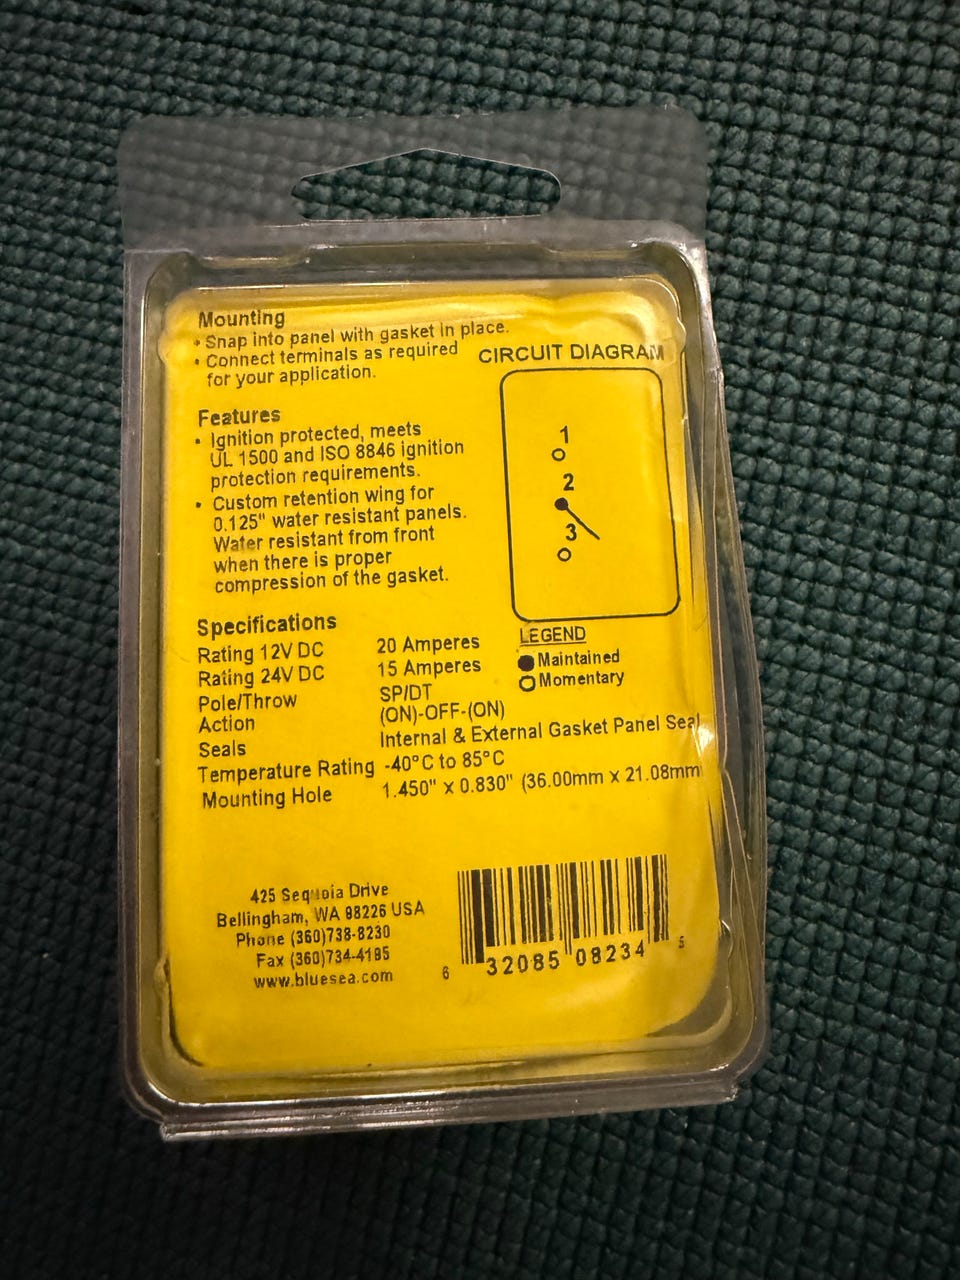 Mounting
• Snap into panel with gasket in place.
• Connect terminals as required
for your application.
CIRCUIT DIAGRAM
1
2
3
Features
• Ignition protected, meets
UL 1500 and ISO 8846 ignition
protection requirements.
• Custom retention wing for
0.125" water resistant panels.
Water resistant from front
when there is proper
compression of the gasket.
LEGEND
Maintained
Momentary
Specifications
Rating 12V DC 20 Amperes
Rating 24V DC 15 Amperes
Pole/Throw SP/DT
Action (ON)-OFF-(ON)
Seals Internal & External Gasket Panel Seal
Temperature Rating -40°C to 85°C
Mounting Hole 1.450" x 0.830" (36.00mm x 21.08mm
425 Sequoia Drive
Bellingham, WA 98226 USA
Phone (360)738-8230
Fax (360)734-4195
www.bluesea.com
6 32085 08234 5